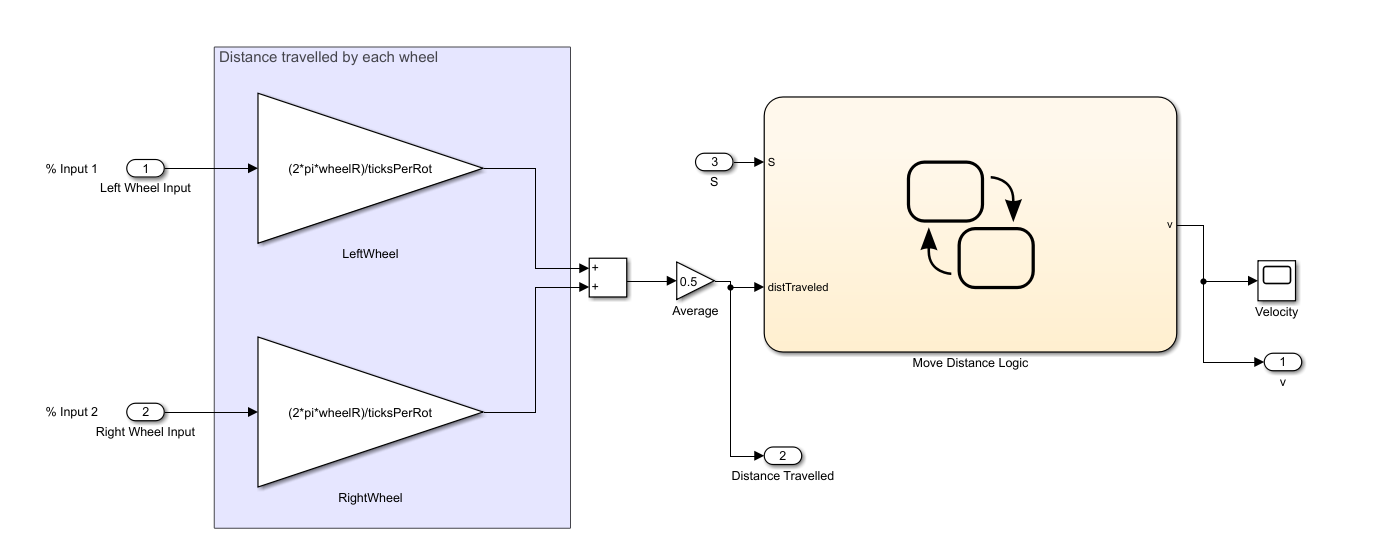 Distance travelled by each wheel
% Input 1
1
Left Wheel Input
(2*pi*wheelR)/ticksPerRot
LeftWheel
% Input 2
2
Right Wheel Input
(2*pi*wheelR)/ticksPerRot
RightWheel
+
+
0.5
Average
3
S
S
distTraveled
v
Move Distance Logic
Velocity
1
v
2
Distance Travelled